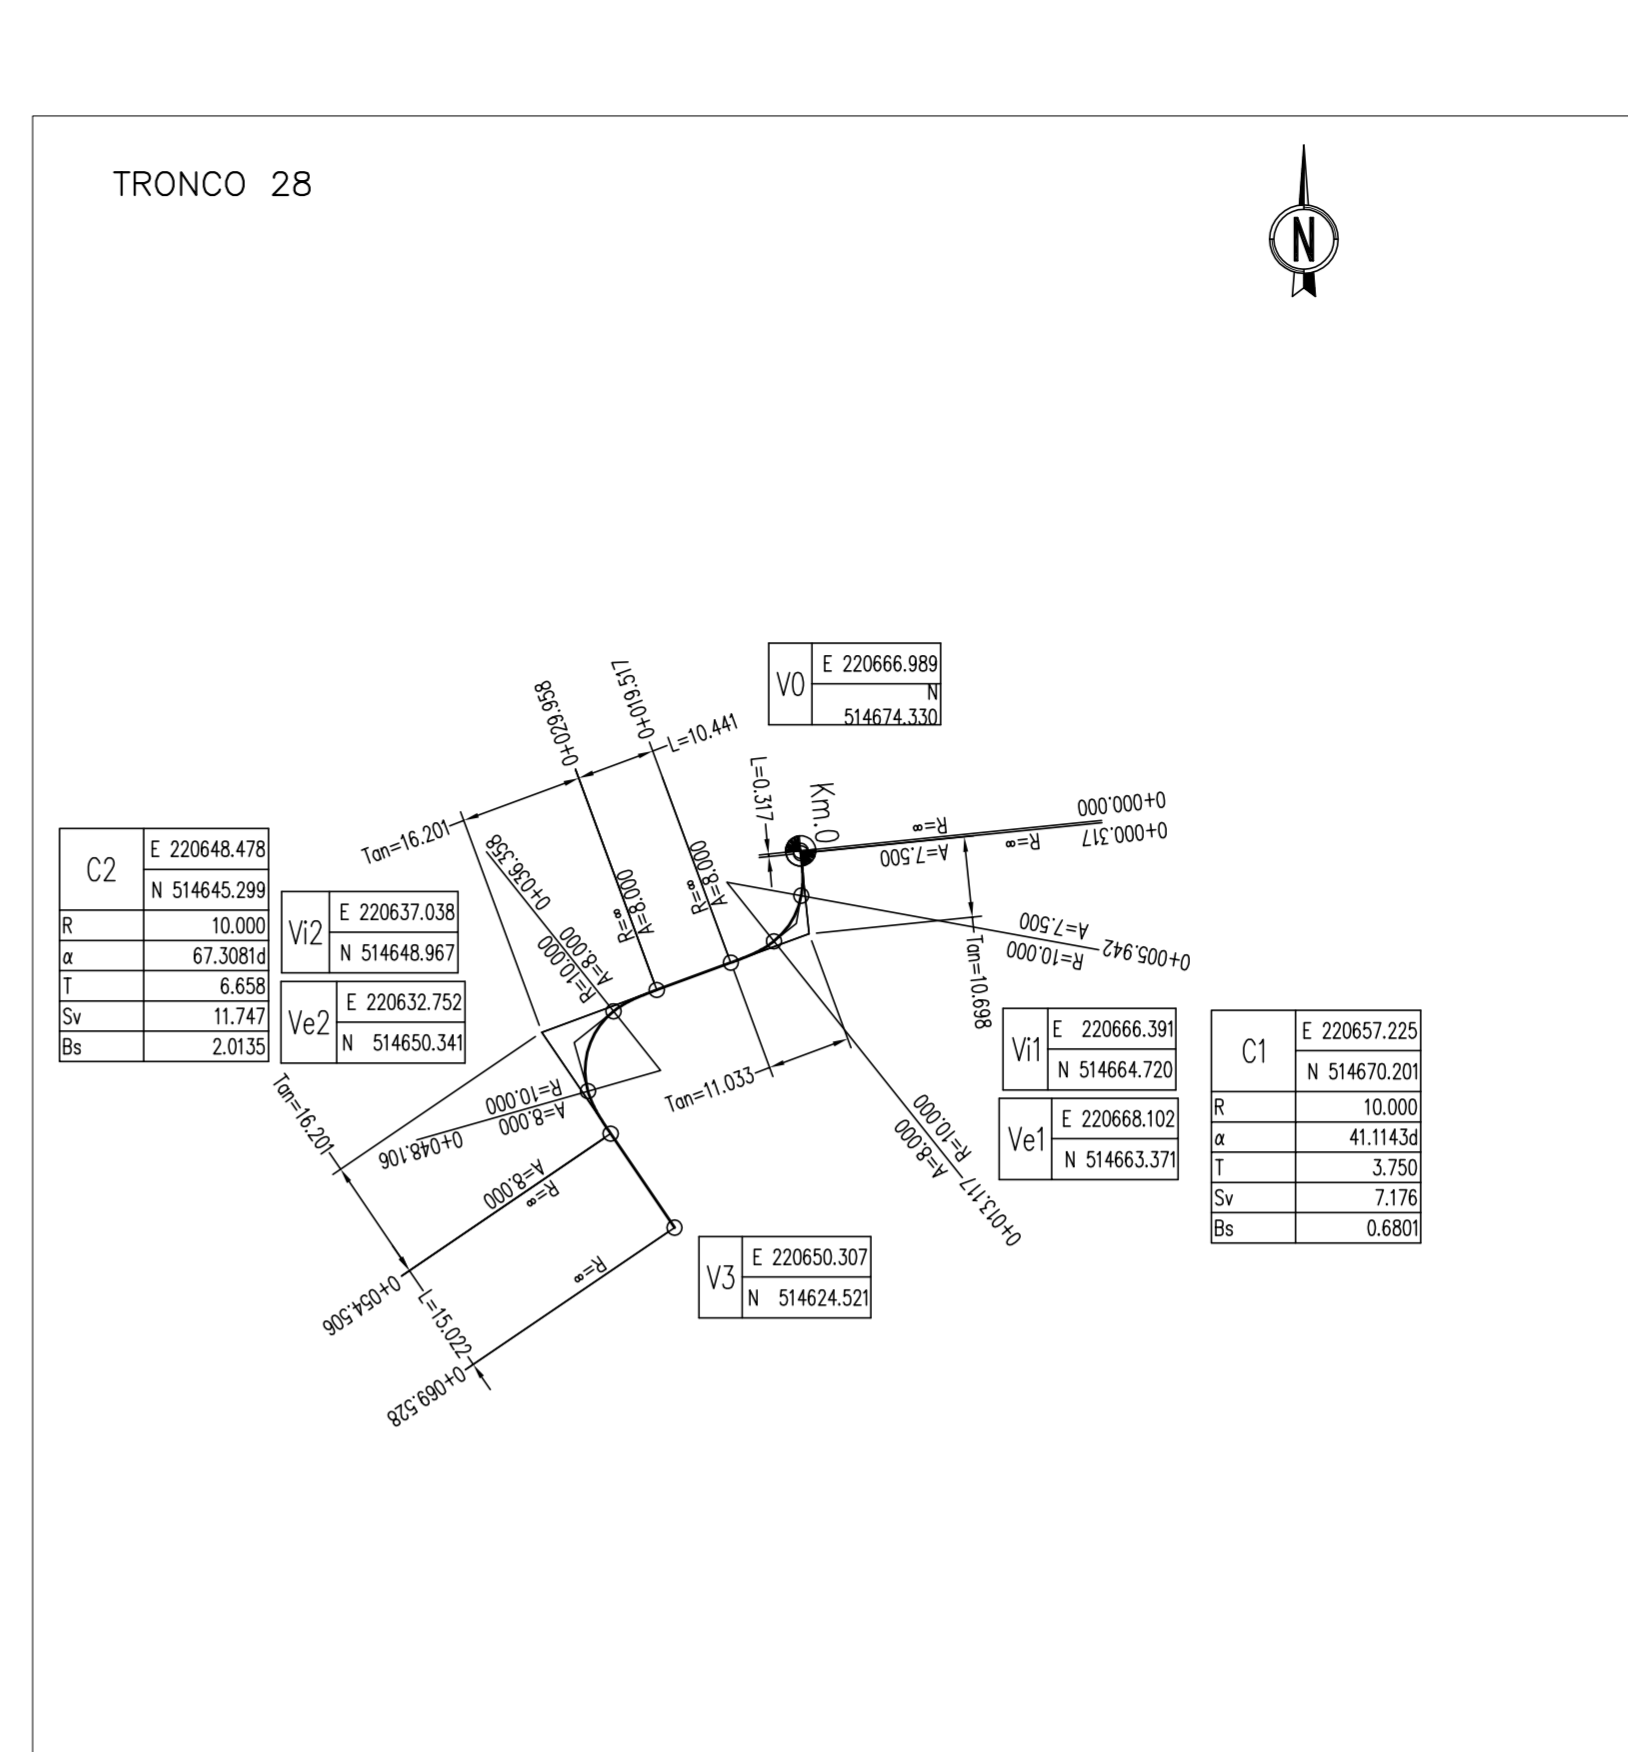 TRONCO 28
N
V0
E 220666.989
N
514674.330
0+029.958
0+019.517
L=10.441
L=0.317
Km.0
0+000.000
R=∞
R=∞
0+000.317
A=7.500
Tan=16.201
0+036.358
A=8.000
R=∞
R=∞
A=8.000
R=10.000
A=8.000
A=7.500
R=10.000
0+005.942
Tan=10.698
C2
E 220648.478
N 514645.299
R 10.000
α 67.3081d
T 6.658
Sv 11.747
Bs 2.0135
Vi2
E 220637.038
N 514648.967
Ve2
E 220632.752
N 514650.341
Vi1
E 220666.391
N 514664.720
Ve1
E 220668.102
N 514663.371
C1
E 220657.225
N 514670.201
R 10.000
α 41.1143d
T 3.750
Sv 7.176
Bs 0.6801
Tan=11.033
R=10.000
A=8.000
0+013.117
Tan=16.201
R=10.000
A=8.000
0+048.106
A=8.000
R=∞
R=∞
0+054.506
L=15.022
0+069.528
V3
E 220650.307
N 514624.521